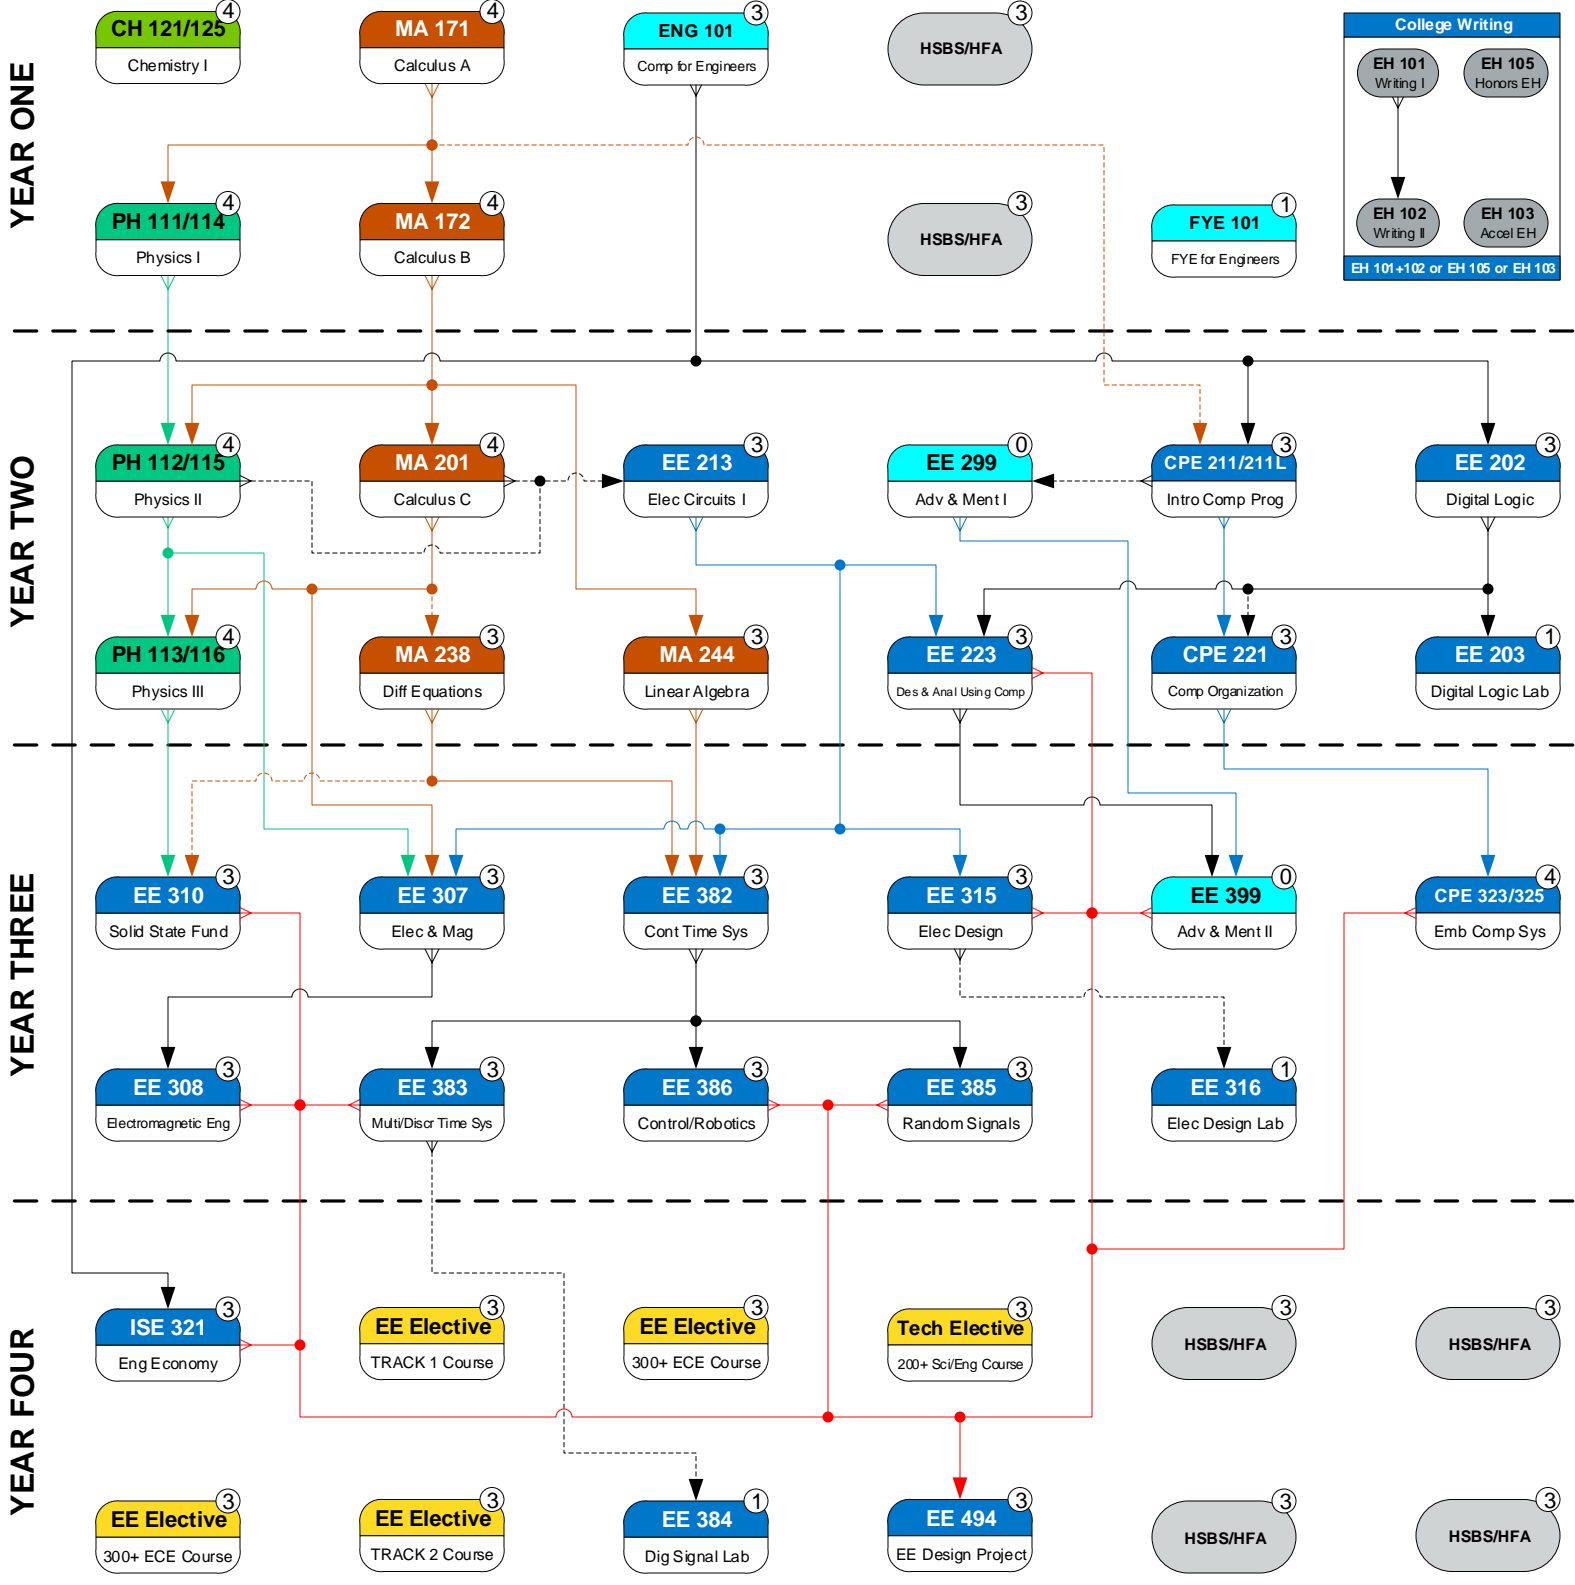 YEAR ONE
4
CH 121/125
Chemistry I
4
MA 171
Calculus A
3
ENG 101
Comp for Engineers
3
HSBS/HFA
College Writing
EH 101
Writing I
EH 105
Honors EH
EH 102
Writing II
EH 103
Accel EH
EH 101+102 or EH 105 or EH 103
4
PH 111/114
Physics I
4
MA 172
Calculus B
3
HSBS/HFA
1
FYE 101
FYE for Engineers
YEAR TWO
4
PH 112/115
Physics II
4
MA 201
Calculus C
3
EE 213
Elec Circuits I
0
EE 299
Adv & Ment I
3
CPE 211/211L
Intro Comp Prog
3
EE 202
Digital Logic
4
PH 113/116
Physics III
3
MA 238
Diff Equations
3
MA 244
Linear Algebra
3
EE 223
Des & Anal Using Comp
3
CPE 221
Comp Organization
1
EE 203
Digital Logic Lab
YEAR THREE
3
EE 310
Solid State Fund
3
EE 307
Elec & Mag
3
EE 382
Cont Time Sys
3
EE 315
Elec Design
0
EE 399
Adv & Ment II
4
CPE 323/325
Emb Comp Sys
3
EE 308
Electromagnetic Eng
3
EE 383
Multi/Discr Time Sys
3
EE 386
Control/Robotics
3
EE 385
Random Signals
1
EE 316
Elec Design Lab
YEAR FOUR
3
ISE 321
Eng Economy
3
EE Elective
TRACK 1 Course
3
EE Elective
300+ ECE Course
3
Tech Elective
200+ Sci/Eng Course
3
HSBS/HFA
3
HSBS/HFA
3
EE Elective
300+ ECE Course
3
EE Elective
TRACK 2 Course
1
EE 384
Dig Signal Lab
3
EE 494
EE Design Project
3
HSBS/HFA
3
HSBS/HFA